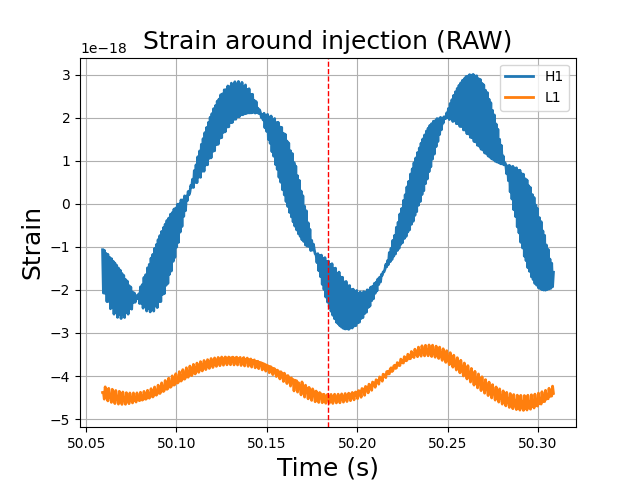 Strain around injection (RAW)
1e−18
H1
L1
3
2
1
0
−1
−2
−3
−4
−5
Strain
50.05 50.10 50.15 50.20 50.25 50.30
Time (s)